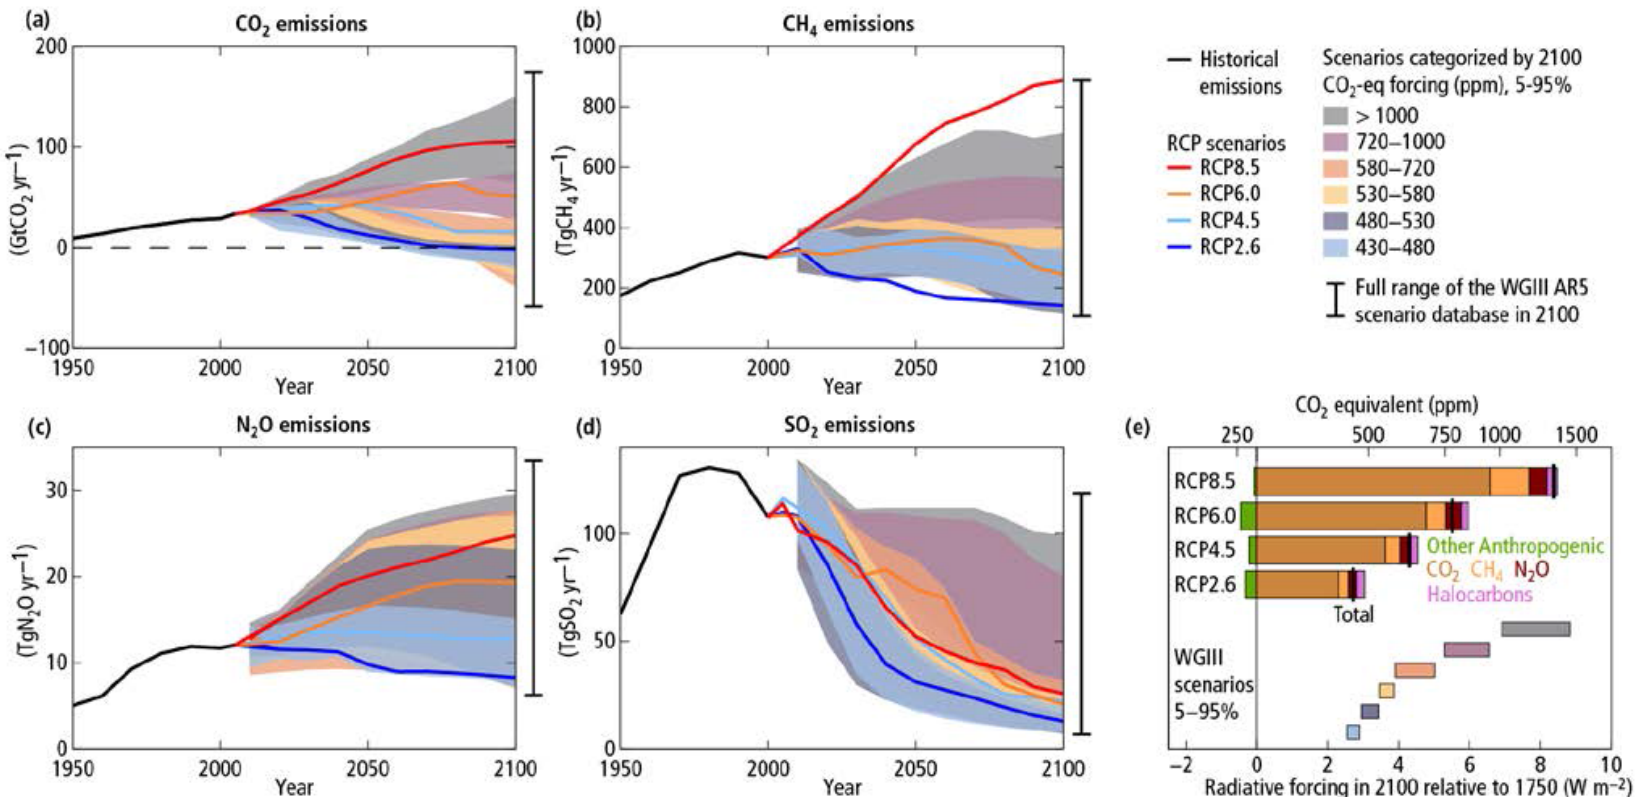 (a) CO₂ emissions
200
100
0
−100
(GtCO₂ yr⁻¹)
1950 2000 2050 2100
Year
(b) CH₄ emissions
1000
800
600
400
200
0
(TgCH₄ yr⁻¹)
1950 2000 2050 2100
Year
Historical
emissions
RCP scenarios
RCP8.5
RCP6.0
RCP4.5
RCP2.6
Scenarios categorized by 2100
CO₂-eq forcing (ppm), 5-95%
> 1000
720–1000
580–720
530–580
480–530
430–480
Full range of the WGIII AR5
scenario database in 2100
(c) N₂O emissions
30
20
10
0
(TgN₂O yr⁻¹)
1950 2000 2050 2100
Year
(d) SO₂ emissions
100
50
0
(TgSO₂ yr⁻¹)
1950 2000 2050 2100
Year
CO₂ equivalent (ppm)
(e) 250 500 750 1000 1500
RCP8.5
RCP6.0
RCP4.5
RCP2.6
Other Anthropogenic
CO₂ CH₄ N₂O
Halocarbons
Total
WGIII
scenarios
5–95%
−2 0 2 4 6 8 10
Radiative forcing in 2100 relative to 1750 (W m⁻²)